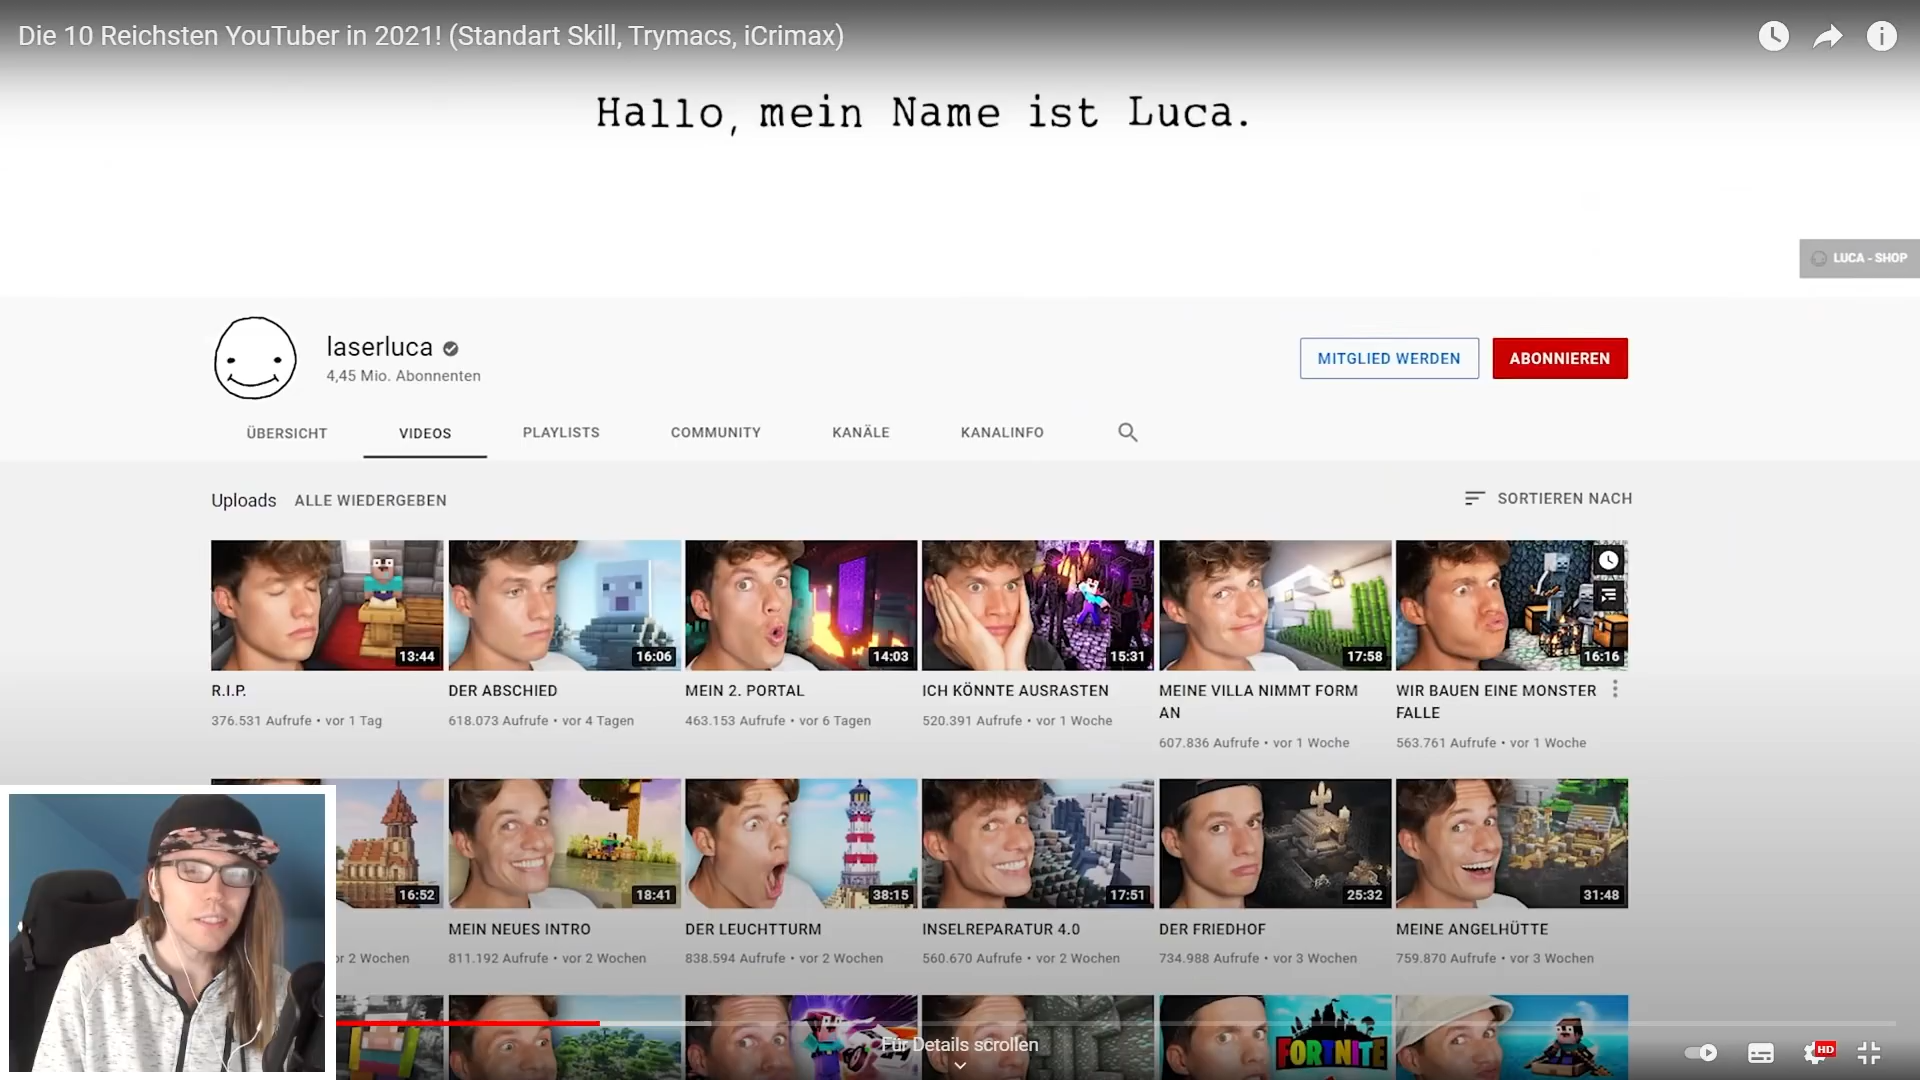 Die 10 Reichsten YouTuber in 2021! (Standart Skill, Trymacs, iCrimax)
Hallo, mein Name ist Luca.
LUCA - SHOP
laserluca
4,45 Mio. Abonnenten
MITGLIED WERDEN
ABONNIEREN
ÜBERSICHT
VIDEOS
PLAYLISTS
COMMUNITY
KANÄLE
KANALINFO
Uploads
ALLE WIEDERGEBEN
SORTIEREN NACH
13:44
16:06
14:03
15:31
17:58
16:16
R.I.P.
376.531 Aufrufe • vor 1 Tag
DER ABSCHIED
618.073 Aufrufe • vor 4 Tagen
MEIN 2. PORTAL
463.153 Aufrufe • vor 6 Tagen
ICH KÖNNTE AUSRASTEN
520.391 Aufrufe • vor 1 Woche
MEINE VILLA NIMMT FORM
AN
607.836 Aufrufe • vor 1 Woche
WIR BAUEN EINE MONSTER
FALLE
563.761 Aufrufe • vor 1 Woche
16:52
18:41
38:15
17:51
25:32
31:48
2 Wochen
MEIN NEUES INTRO
811.192 Aufrufe • vor 2 Wochen
DER LEUCHTTURM
838.594 Aufrufe • vor 2 Wochen
INSELREPARATUR 4.0
560.670 Aufrufe • vor 2 Wochen
DER FRIEDHOF
734.988 Aufrufe • vor 3 Wochen
MEINE ANGELHÜTTE
759.870 Aufrufe • vor 3 Wochen
FORTNITE
Für Details scrollen
HD